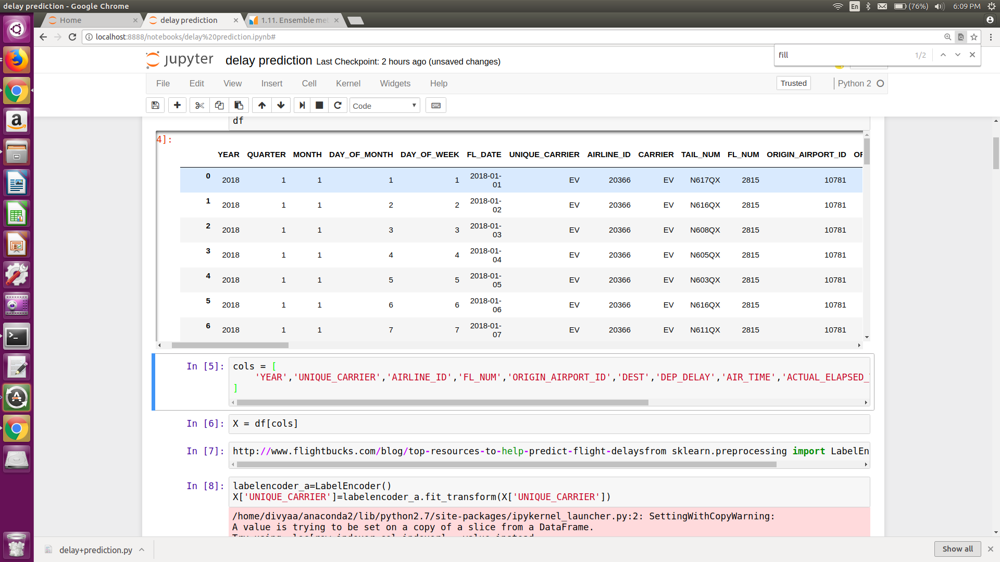 delay prediction - Google Chrome
En
(76%)
6:09 PM
Home
delay prediction
1.11. Ensemble me
localhost:8888/notebooks/delay%20prediction.ipynb#
fill
1/2
jupyter
delay prediction
Last Checkpoint: 2 hours ago (unsaved changes)
File Edit View Insert Cell Kernel Widgets Help
Trusted
Python 2
Code
df
4]:
YEAR QUARTER MONTH DAY_OF_MONTH DAY_OF_WEEK FL_DATE UNIQUE_CARRIER AIRLINE_ID CARRIER TAIL_NUM FL_NUM ORIGIN_AIRPORT_ID
0 2018 1 1 1 1 2018-01-01 EV 20366 EV N617QX 2815 10781
1 2018 1 1 2 2 2018-01-02 EV 20366 EV N616QX 2815 10781
2 2018 1 1 3 3 2018-01-03 EV 20366 EV N608QX 2815 10781
3 2018 1 1 4 4 2018-01-04 EV 20366 EV N605QX 2815 10781
4 2018 1 1 5 5 2018-01-05 EV 20366 EV N603QX 2815 10781
5 2018 1 1 6 6 2018-01-06 EV 20366 EV N616QX 2815 10781
6 2018 1 1 7 7 2018-01-07 EV 20366 EV N611QX 2815 10781
In [5]:
cols = [
'YEAR','UNIQUE_CARRIER','AIRLINE_ID','FL_NUM','ORIGIN_AIRPORT_ID','DEST','DEP_DELAY','AIR_TIME','ACTUAL_ELAPSED_
]
In [6]:
X = df[cols]
In [7]:
http://www.flightbucks.com/blog/top-resources-to-help-predict-flight-delaysfrom sklearn.preprocessing import LabelEn
In [8]:
labelencoder_a=LabelEncoder()
X['UNIQUE_CARRIER']=labelencoder_a.fit_transform(X['UNIQUE_CARRIER'])
/home/divyaa/anaconda2/lib/python2.7/site-packages/ipykernel_launcher.py:2: SettingWithCopyWarning:
A value is trying to be set on a copy of a slice from a DataFrame.
delay+prediction.py
Show all